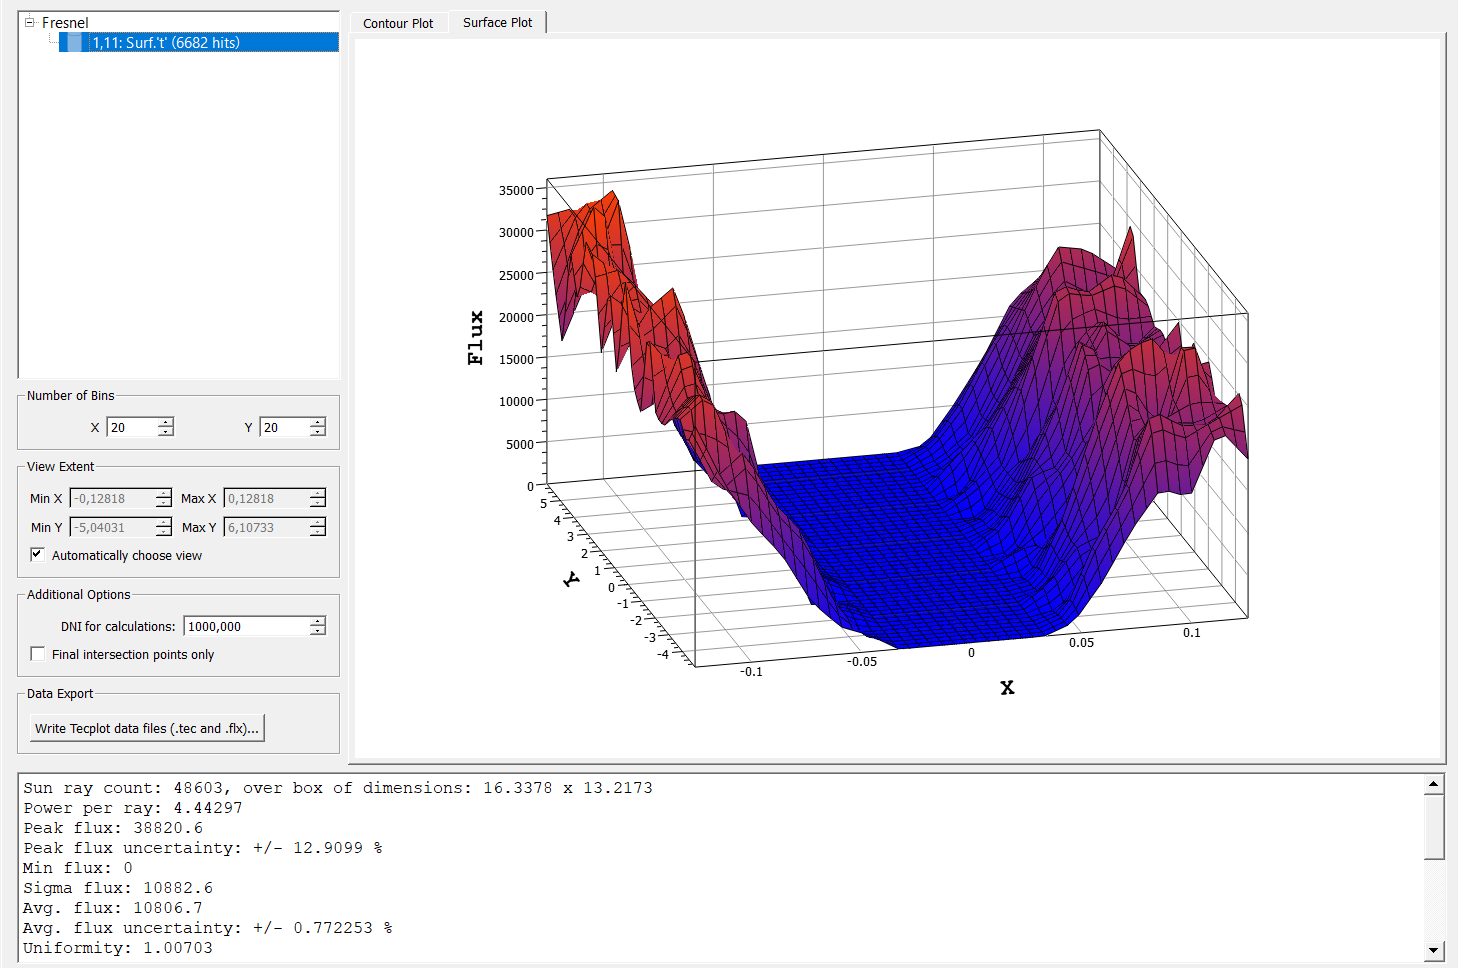 Fresnel
1,11: Surf.'t' (6682 hits)
Number of Bins
X 20 Y 20
View Extent
Min X -0,12818 Max X 0,12818
Min Y -5,04031 Max Y 6,10733
Automatically choose view
Additional Options
DNI for calculations: 1000,000
Final intersection points only
Data Export
Write Tecplot data files (.tec and .flx)...
Contour Plot Surface Plot
35000
30000
25000
20000
15000
10000
5000
0
Flux
5
4
3
2
1
0
-1
-2
-3
-4
Y
-0.1 -0.05 0 0.05 0.1
X
Sun ray count: 48603, over box of dimensions: 16.3378 x 13.2173
Power per ray: 4.44297
Peak flux: 38820.6
Peak flux uncertainty: +/- 12.9099 %
Min flux: 0
Sigma flux: 10882.6
Avg. flux: 10806.7
Avg. flux uncertainty: +/- 0.772253 %
Uniformity: 1.00703